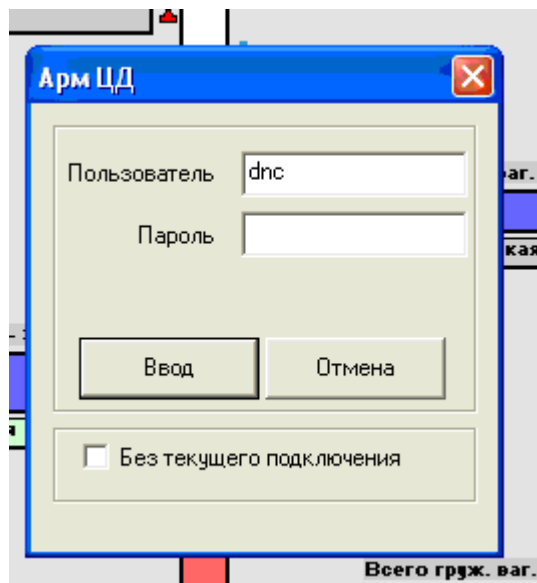 Арм ЦД
Пользователь dnc
ваг.
Пароль
кая
Ввод Отмена
Без текущего подключения
Всего груж. ваг.